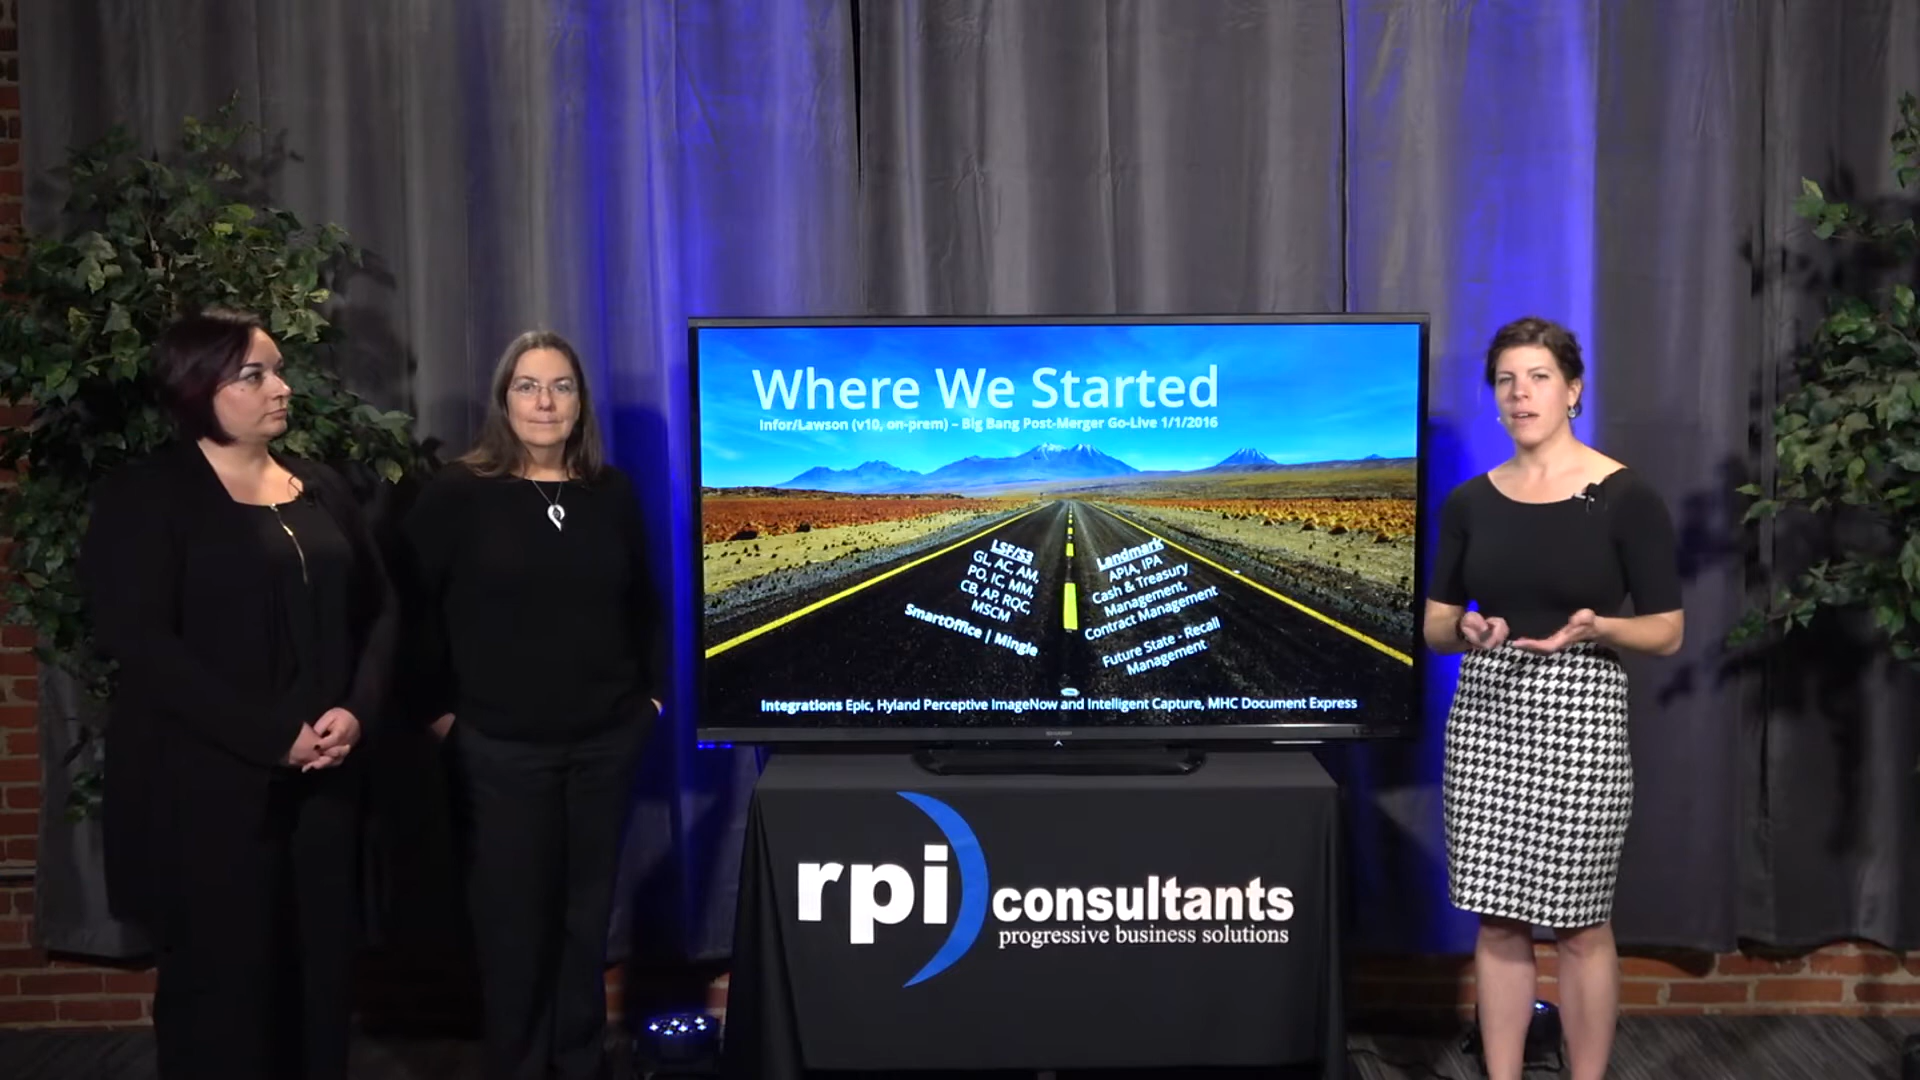 Where We Started
Infor/Lawson (v10, on-prem) – Big Bang Post-Merger Go-Live 1/1/2016
LSF/S3
GL, AC, AM,
PO, IC, MM,
CB, AP, RQC,
MSCM
SmartOffice | Mingle
Landmark
APIA, IPA
Cash & Treasury
Management,
Contract Management
Future State - Recall
Management
Integrations Epic, Hyland Perceptive ImageNow and Intelligent Capture, MHC Document Express
SHARP
rpi consultants
progressive business solutions